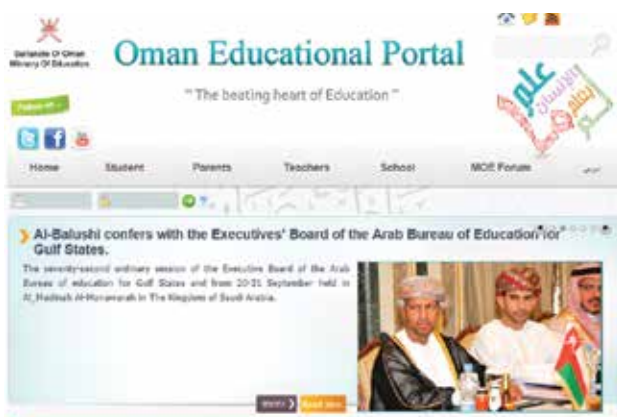 Sultanate Of Oman
Ministry Of Education
Oman Educational Portal
" The beating heart of Education "
Follow us
Home Student Parents Teachers School MOE Forum عربي
Al-Balushi confers with the Executives' Board of the Arab Bureau of Education for
Gulf States.
The seventy-second ordinary session of the Executive Board of the Arab
Bureau of education for Gulf States and from 20-21 September held in
Al_Madinah Al-Monawarah in The Kingdom of Saudi Arabia.
Read More